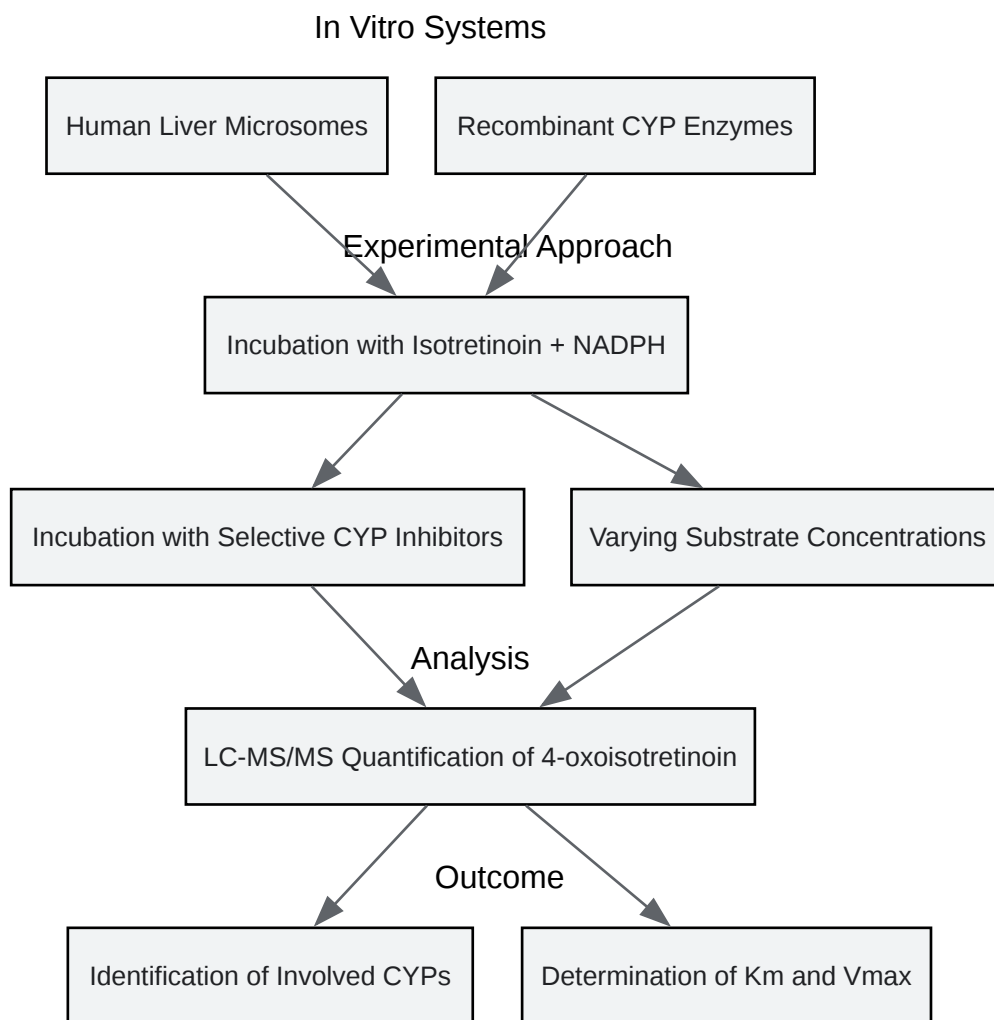 In Vitro Systems
Human Liver Microsomes
Recombinant CYP Enzymes
Experimental Approach
Incubation with Isotretinoin + NADPH
Incubation with Selective CYP Inhibitors
Varying Substrate Concentrations
Analysis
LC-MS/MS Quantification of 4-oxoisotretinoin
Outcome
Identification of Involved CYPs
Determination of Km and Vmax